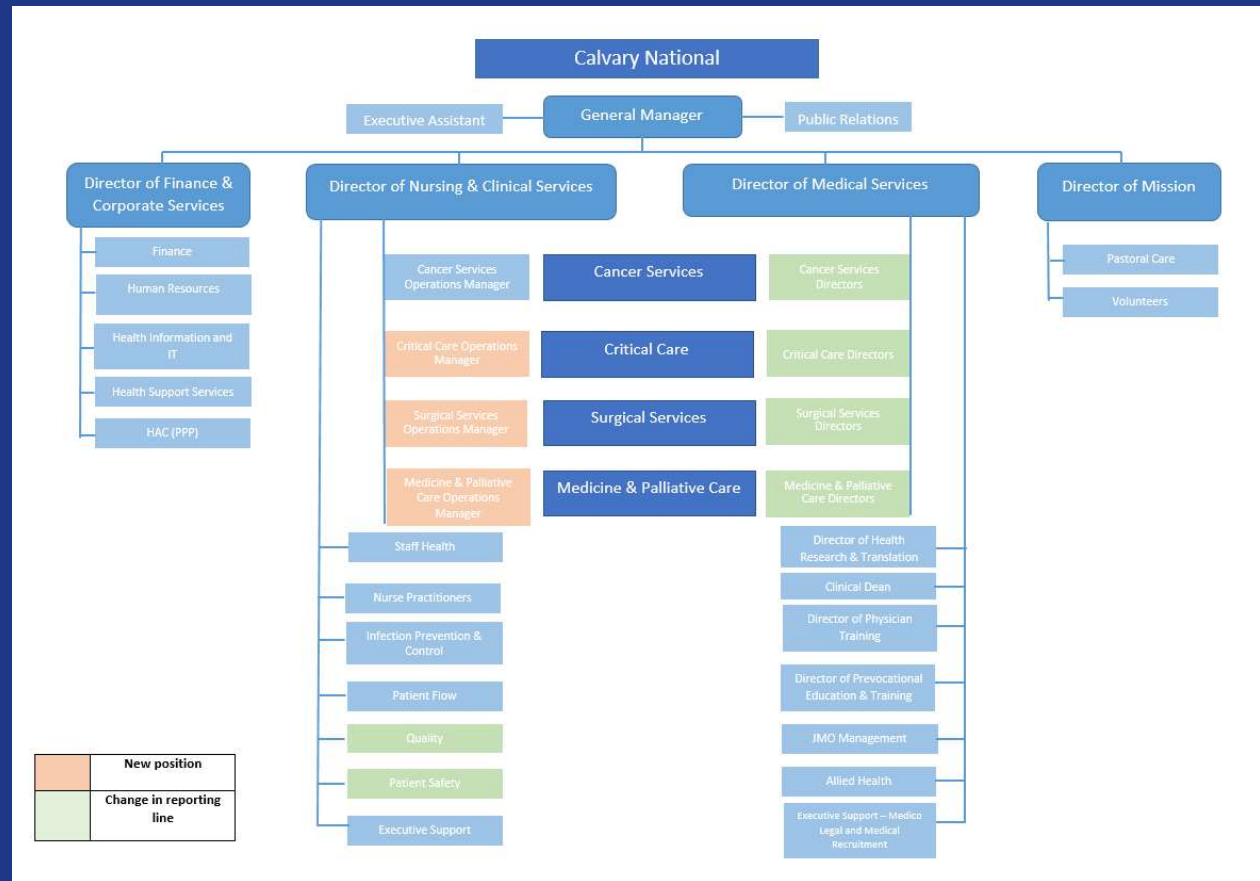 Calvary National
Executive Assistant
General Manager
Public Relations
Director of Finance &
Corporate Services
Director of Nursing & Clinical Services
Director of Medical Services
Director of Mission
Finance
Human Resources
Health Information and
IT
Health Support Services
HAC (PPP)
Cancer Services
Operations Manager
Cancer Services
Cancer Services
Directors
Critical Care Operations
Manager
Critical Care
Critical Care Directors
Surgical Services
Operations Manager
Surgical Services
Surgical Services
Directors
Medicine & Palliative
Care Operations
Manager
Medicine & Palliative Care
Medicine & Palliative
Care Directors
Staff Health
Nurse Practitioners
Infection Prevention &
Control
Patient Flow
Quality
Patient Safety
Executive Support
Director of Health
Research & Translation
Clinical Dean
Director of Physician
Training
Director of Prevocational
Education & Training
JMO Management
Allied Health
Executive Support – Medico
Legal and Medical
Recruitment
Pastoral Care
Volunteers
New position
Change in reporting
line